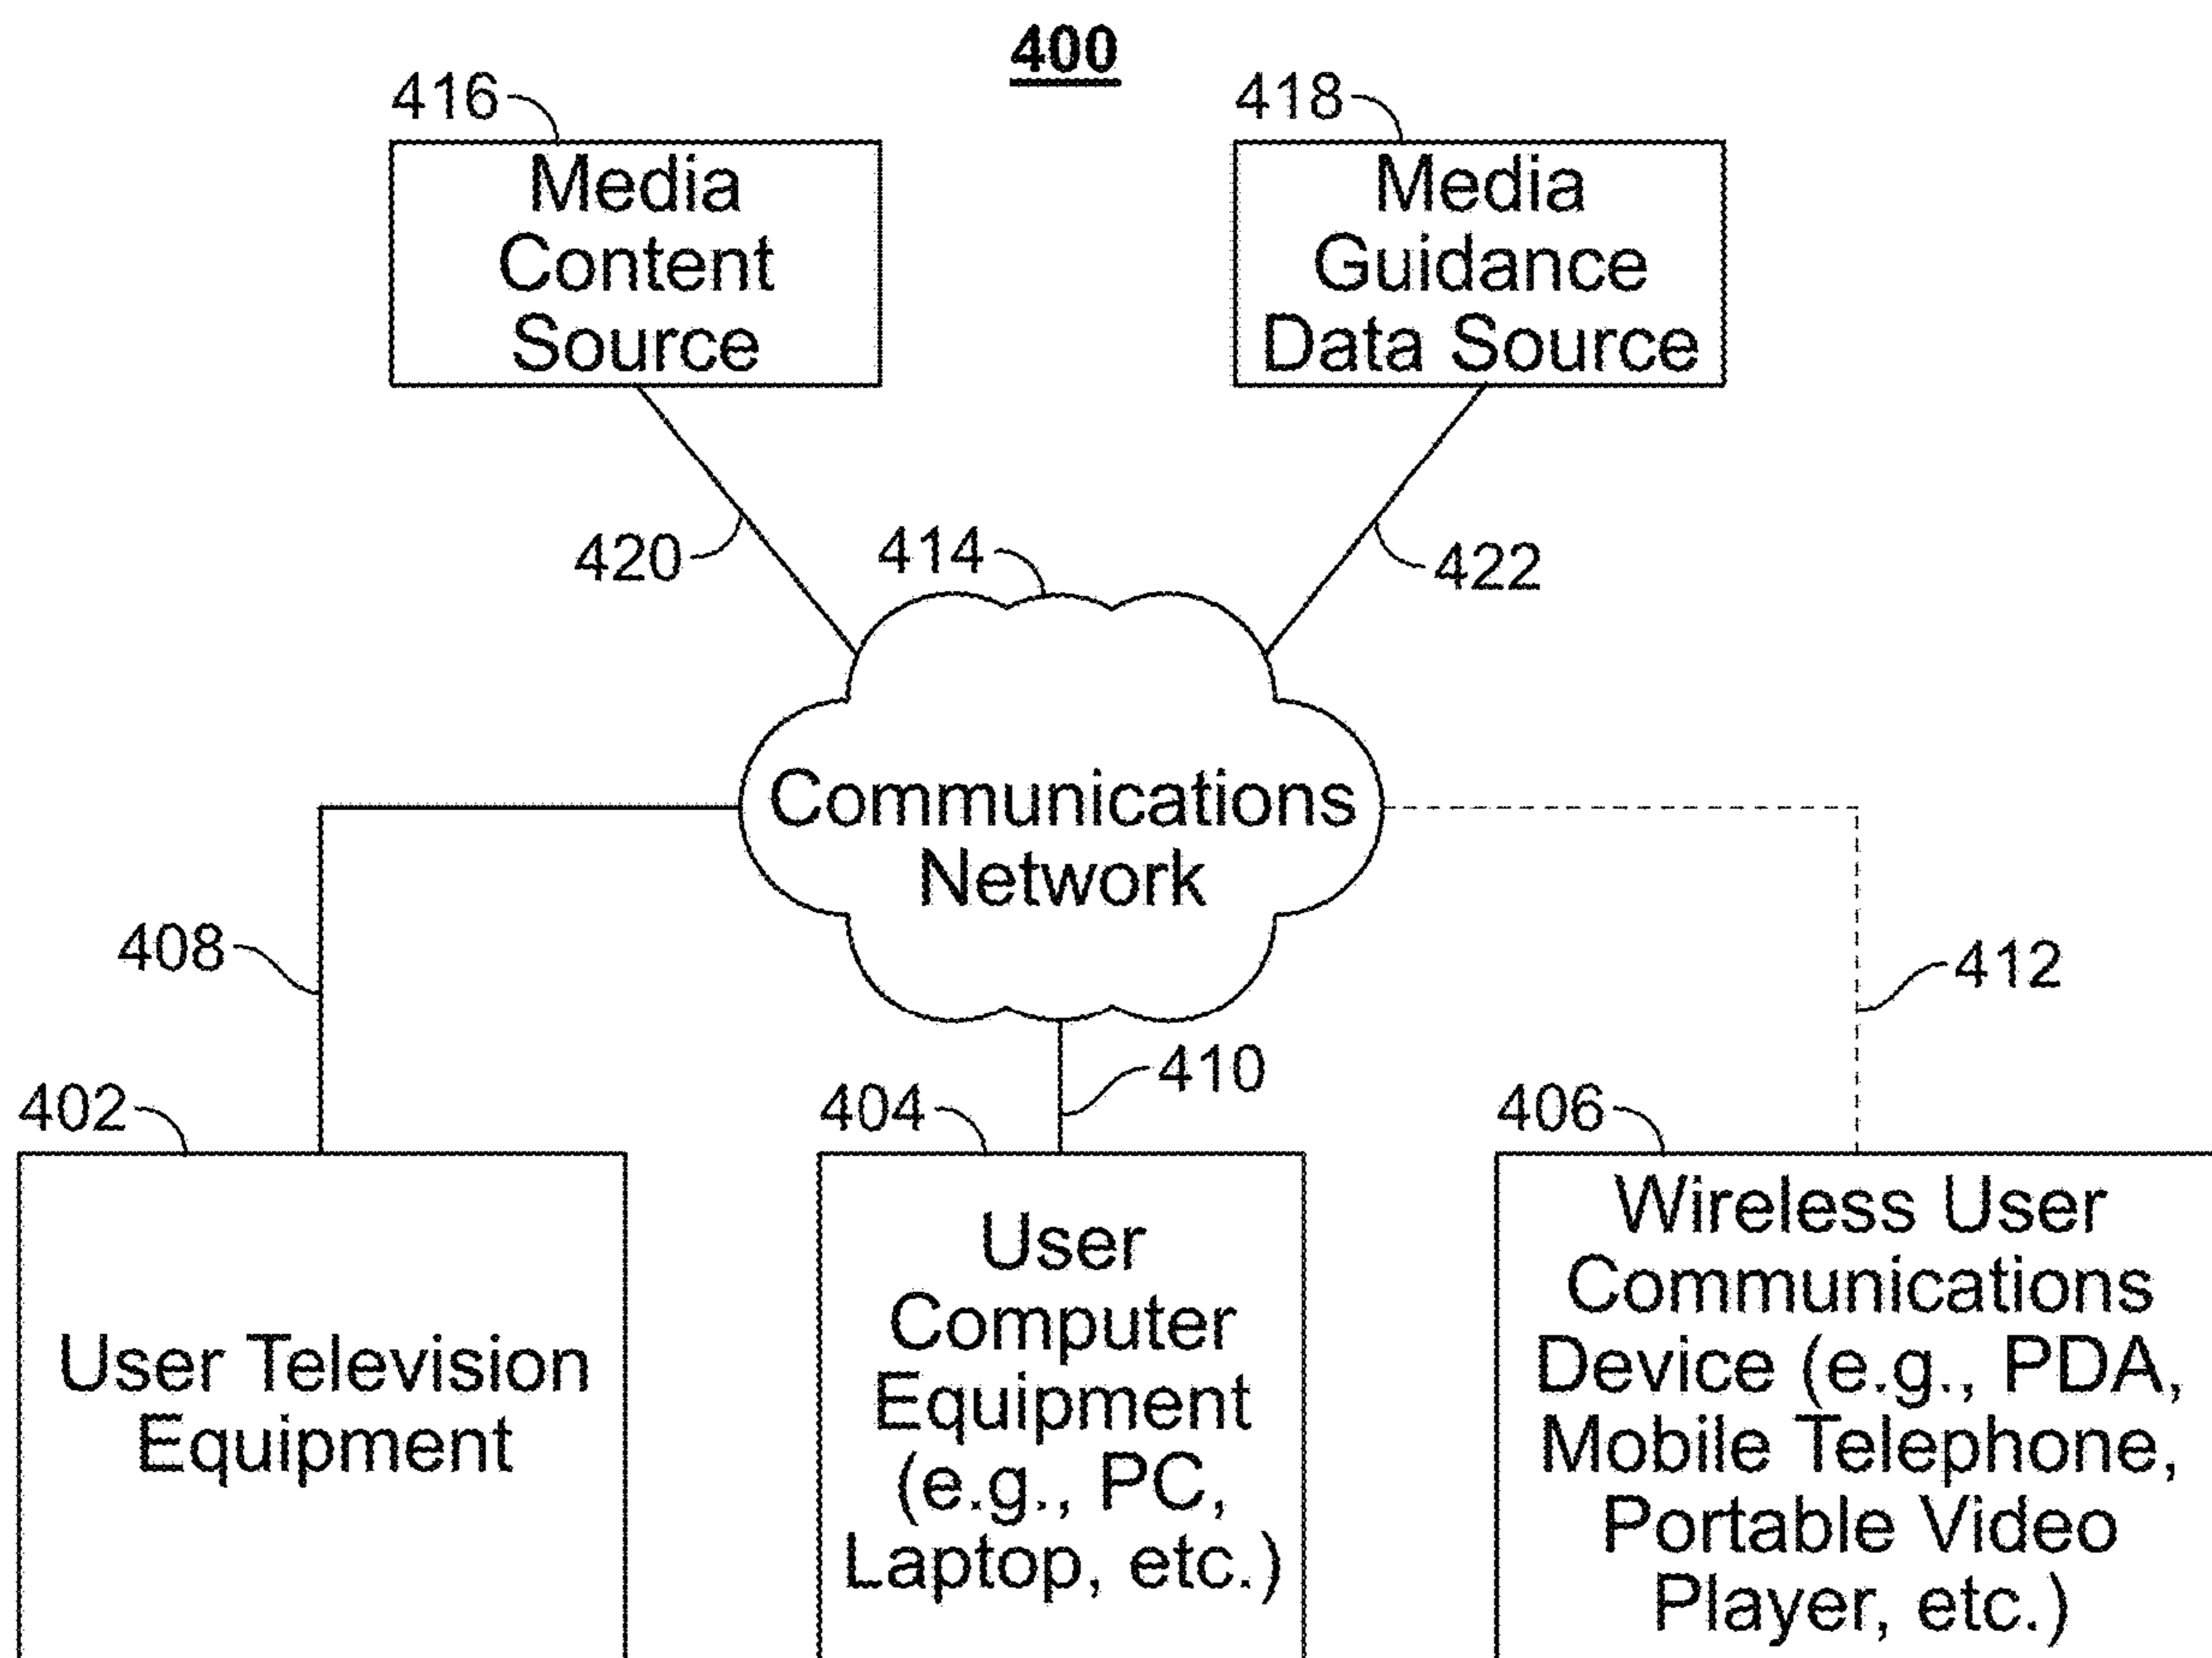 400
416
418
Media
Content
Source
Media
Guidance
Data Source
420
414
422
Communications
Network
408
412
410
402
404
406
User Television
Equipment
User
Computer
Equipment
(e.g., PC,
Laptop, etc.)
Wireless User
Communications
Device (e.g., PDA,
Mobile Telephone,
Portable Video
Player, etc.)